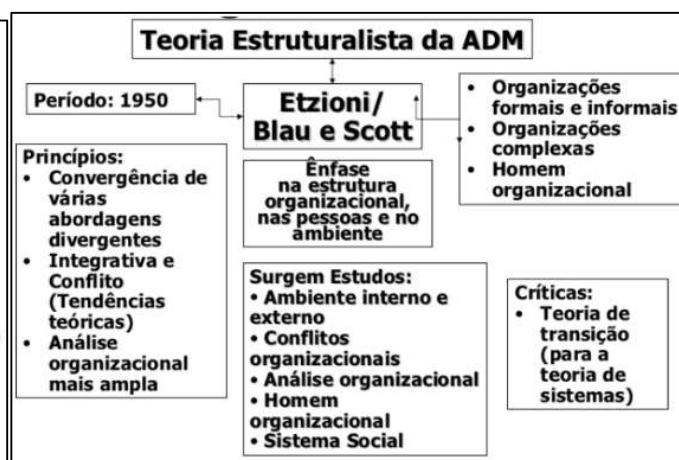 Teoria Estruturalista da ADM
Período: 1950
Etzioni/
Blau e Scott
• Organizações
formais e informais
• Organizações
complexas
• Homem
organizacional
Princípios:
• Convergência de
várias
abordagens
divergentes
• Integrativa e
Conflito
(Tendências
teóricas)
• Análise
organizacional
mais ampla
Ênfase
na estrutura
organizacional,
nas pessoas e no
ambiente
Surgem Estudos:
• Ambiente interno e
externo
• Conflitos
organizacionais
• Análise organizacional
• Homem
organizacional
• Sistema Social
Críticas:
• Teoria de
transição
(para a
teoria de
sistemas)